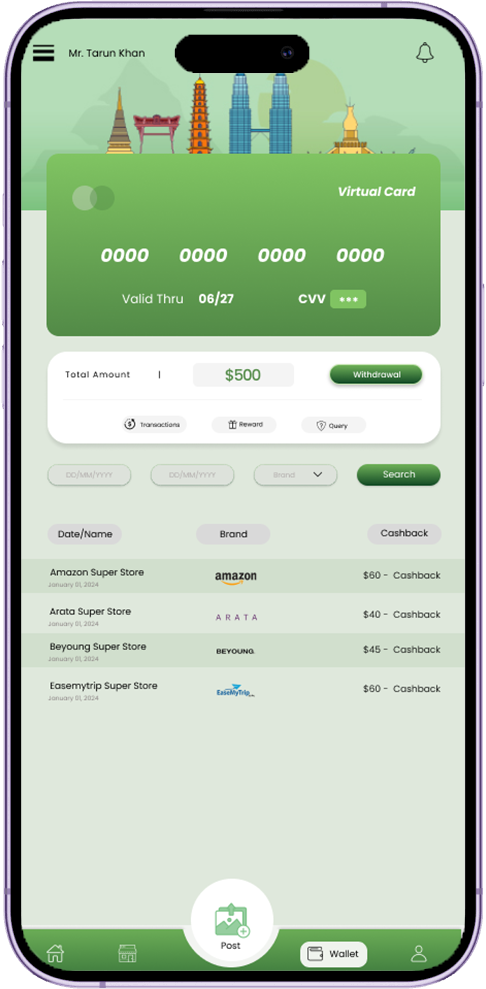 Mr. Tarun Khan
Virtual Card
0000 0000 0000 0000
Valid Thru 06/27 CVV ***
Total Amount | $500 Withdrawal
Transactions Reward Query
DD/MM/YYYY DD/MM/YYYY Brand Search
Date/Name Brand Cashback
Amazon Super Store amazon $60 - Cashback
January 01, 2024
Arata Super Store ARATA $40 - Cashback
January 01, 2024
Beyoung Super Store BEYOUNG. $45 - Cashback
January 01, 2024
Easemytrip Super Store EaseMyTrip $60 - Cashback
January 01, 2024
Post
Wallet